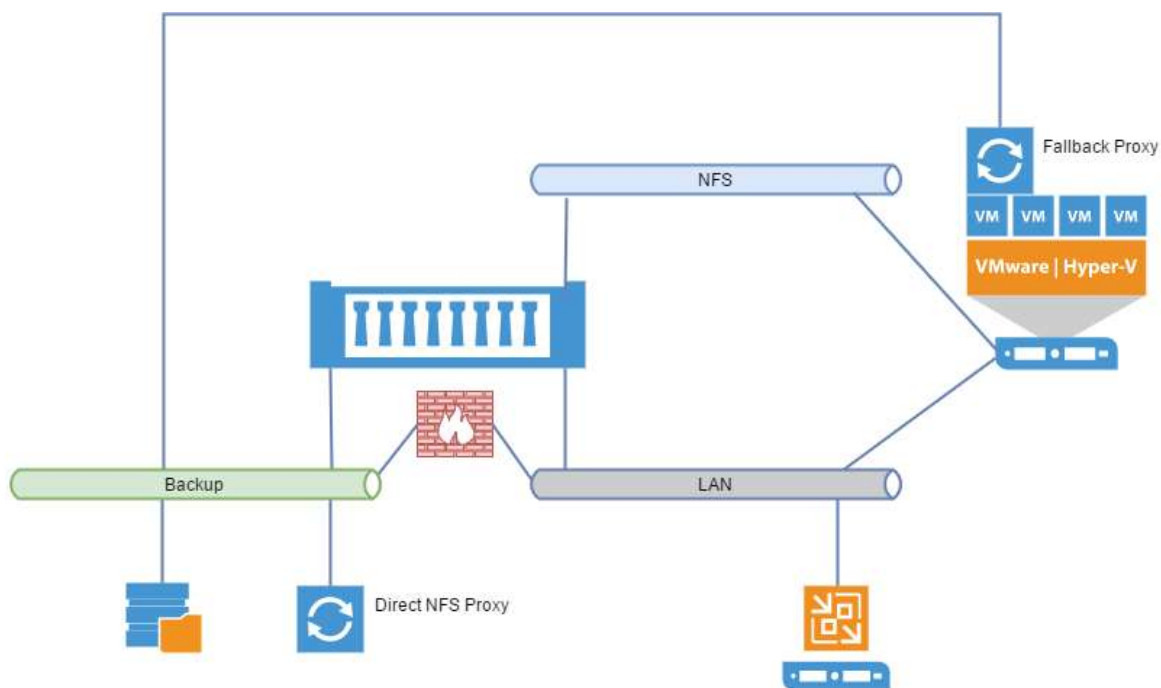 Fallback Proxy
NFS
VM VM VM VM
VMware | Hyper-V
Backup
LAN
Direct NFS Proxy